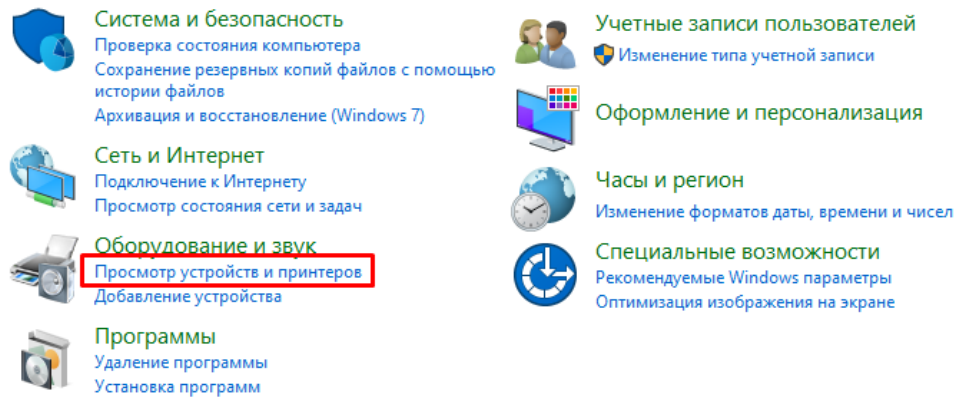 Система и безопасность
Проверка состояния компьютера
Сохранение резервных копий файлов с помощью
истории файлов
Архивация и восстановление (Windows 7)
Сеть и Интернет
Подключение к Интернету
Просмотр состояния сети и задач
Оборудование и звук
Просмотр устройств и принтеров
Добавление устройства
Программы
Удаление программы
Установка программ
Учетные записи пользователей
Изменение типа учетной записи
Оформление и персонализация
Часы и регион
Изменение форматов даты, времени и чисел
Специальные возможности
Рекомендуемые Windows параметры
Оптимизация изображения на экране